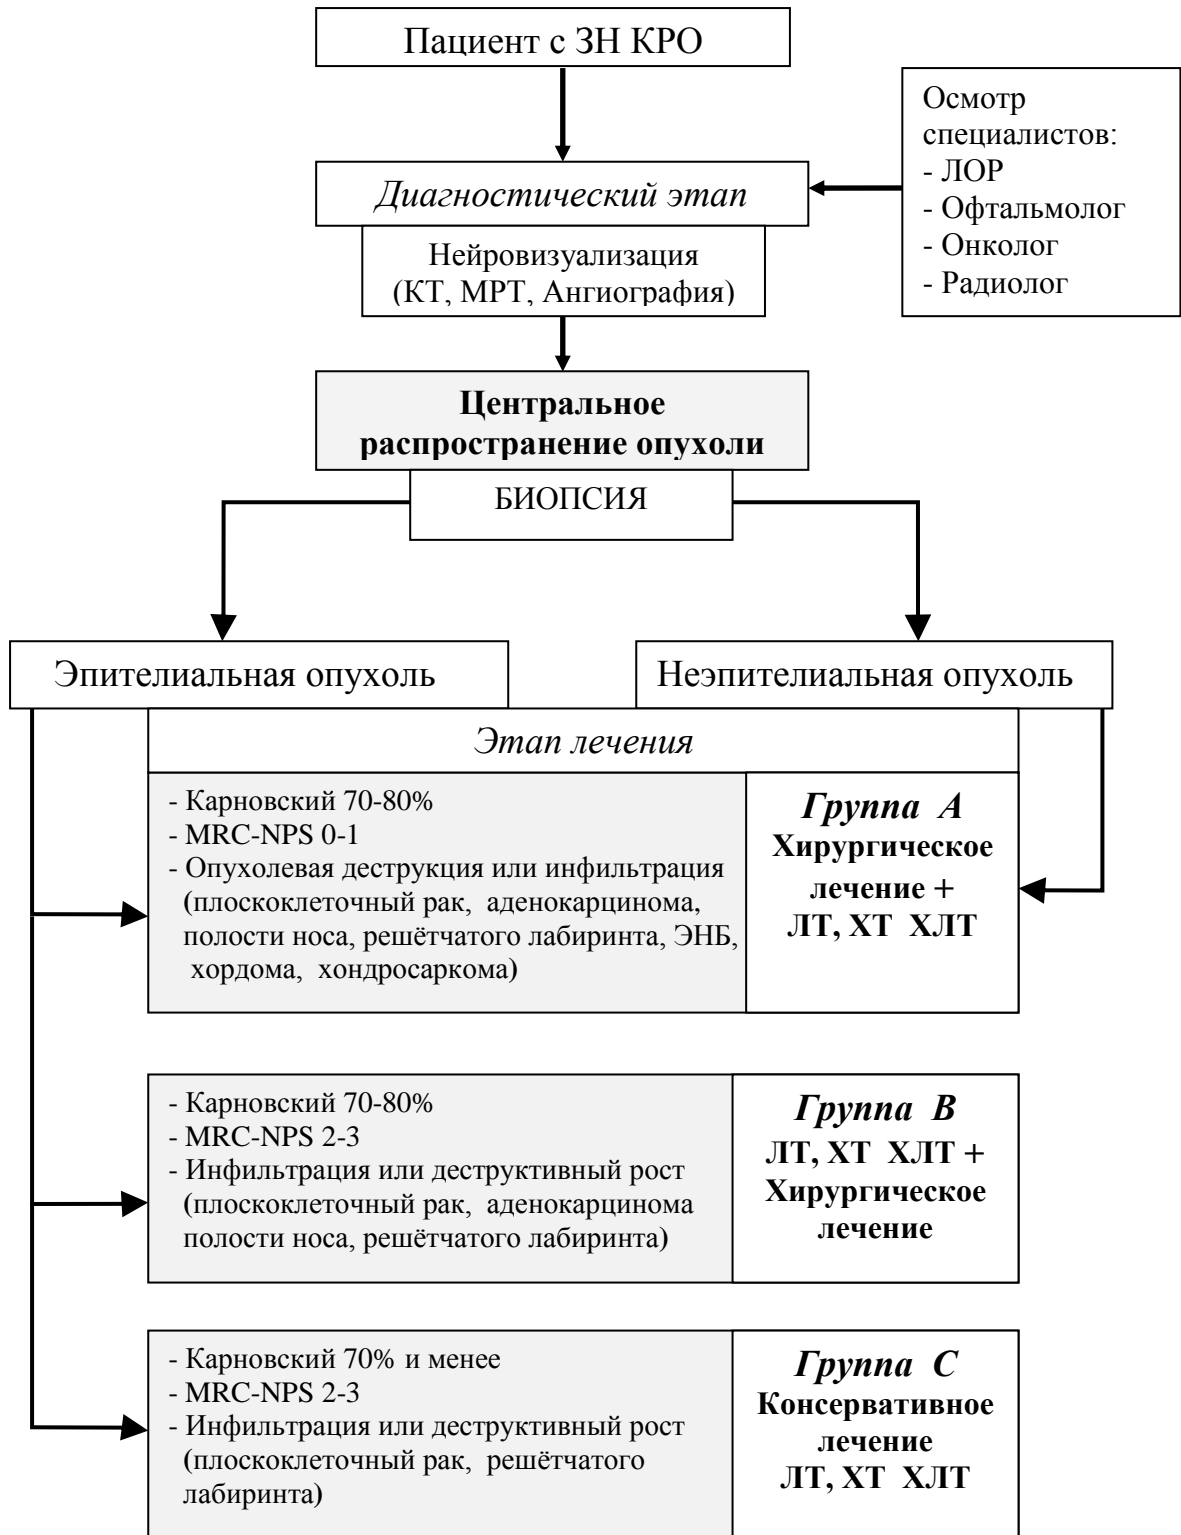 Пациент с ЗН КРО
Осмотр
специалистов:
- ЛОР
- Офтальмолог
- Онколог
- Радиолог
Диагностический этап
Нейровизуализация
(КТ, МРТ, Ангиография)
Центральное
распространение опухоли
БИОПСИЯ
Эпителиальная опухоль
Неэпителиальная опухоль
Этап лечения
- Карновский 70-80%
- MRC-NPS 0-1
- Опухолевая деструкция или инфильтрация
(плоскоклеточный рак, аденокарцинома,
полости носа, решётчатого лабиринта, ЭНБ,
хордома, хондросаркома)
Группа А
Хирургическое
лечение +
ЛТ, ХТ ХЛТ
- Карновский 70-80%
- MRC-NPS 2-3
- Инфильтрация или деструктивный рост
(плоскоклеточный рак, аденокарцинома
полости носа, решётчатого лабиринта)
Группа В
ЛТ, ХТ ХЛТ +
Хирургическое
лечение
- Карновский 70% и менее
- MRC-NPS 2-3
- Инфильтрация или деструктивный рост
(плоскоклеточный рак, решётчатого
лабиринта)
Группа С
Консервативное
лечение
ЛТ, ХТ ХЛТ